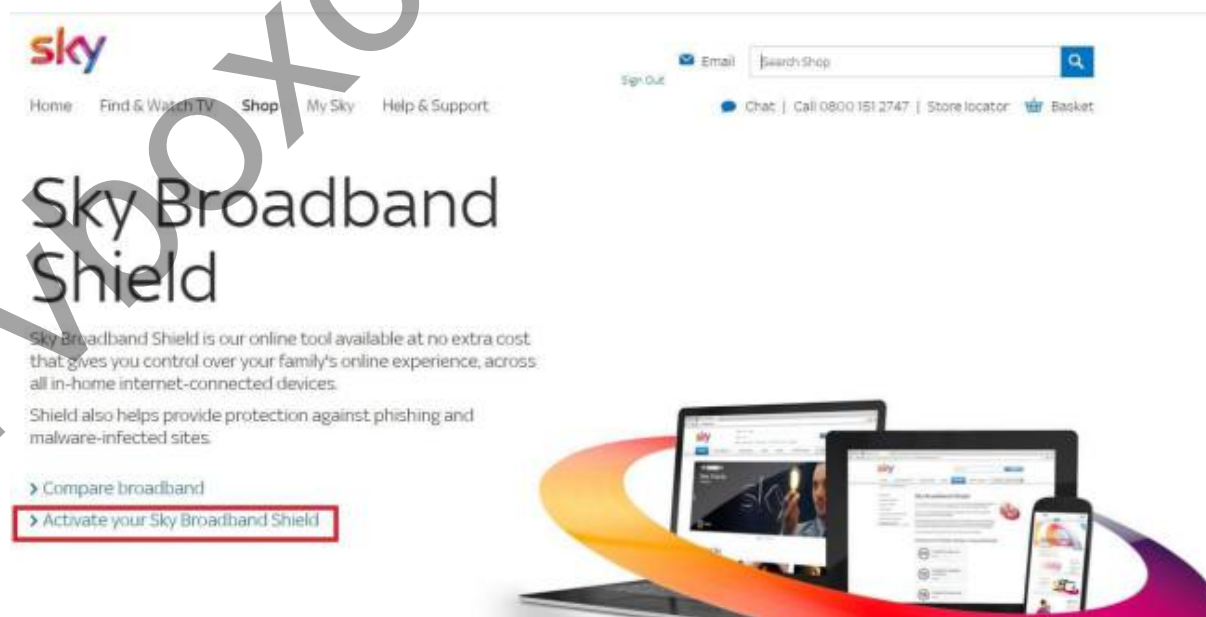 sky
Email
Search Shop
Sign Out
Home Find & Watch TV Shop My Sky Help & Support
Chat | Call 0800 151 2747 | Store locator Basket
Sky Broadband
Shield
Sky Broadband Shield is our online tool available at no extra cost
that gives you control over your family's online experience, across
all in-home internet-connected devices.
Shield also helps provide protection against phishing and
malware-infected sites.
> Compare broadband
> Activate your Sky Broadband Shield
sky
sky
sky